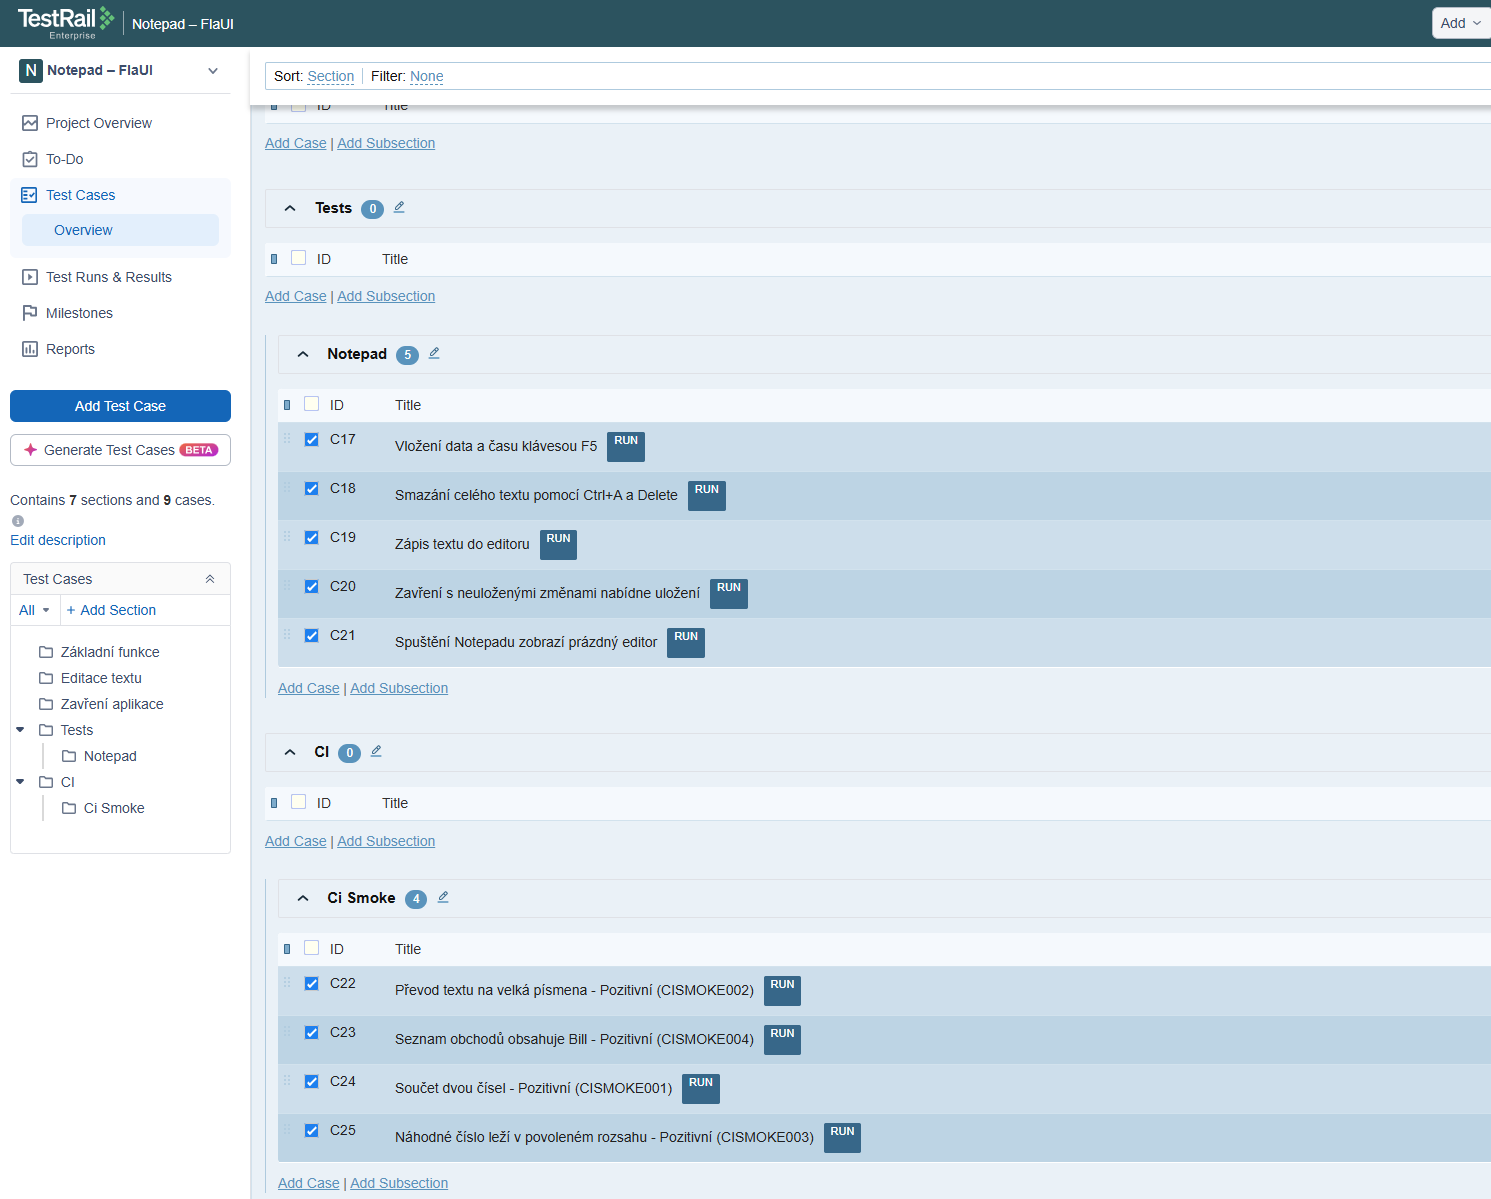 TestRail
Enterprise
Notepad – FlaUI
Add
N Notepad – FlaUI
Project Overview
To-Do
Test Cases
Overview
Test Runs & Results
Milestones
Reports
Add Test Case
Generate Test Cases BETA
Contains 7 sections and 9 cases.
Edit description
Test Cases
All
+ Add Section
Základní funkce
Editace textu
Zavření aplikace
Tests
Notepad
CI
Ci Smoke
Sort: Section Filter: None
ID Title
Add Case | Add Subsection
Tests 0
ID Title
Add Case | Add Subsection
Notepad 5
ID Title
C17 Vložení data a času klávesou F5 RUN
C18 Smazání celého textu pomocí Ctrl+A a Delete RUN
C19 Zápis textu do editoru RUN
C20 Zavření s neuloženými změnami nabídne uložení RUN
C21 Spuštění Notepadu zobrazí prázdný editor RUN
Add Case | Add Subsection
CI 0
ID Title
Add Case | Add Subsection
Ci Smoke 4
ID Title
C22 Převod textu na velká písmena - Pozitivní (CISMOKE002) RUN
C23 Seznam obchodů obsahuje Bill - Pozitivní (CISMOKE004) RUN
C24 Součet dvou čísel - Pozitivní (CISMOKE001) RUN
C25 Náhodné číslo leží v povoleném rozsahu - Pozitivní (CISMOKE003) RUN
Add Case | Add Subsection